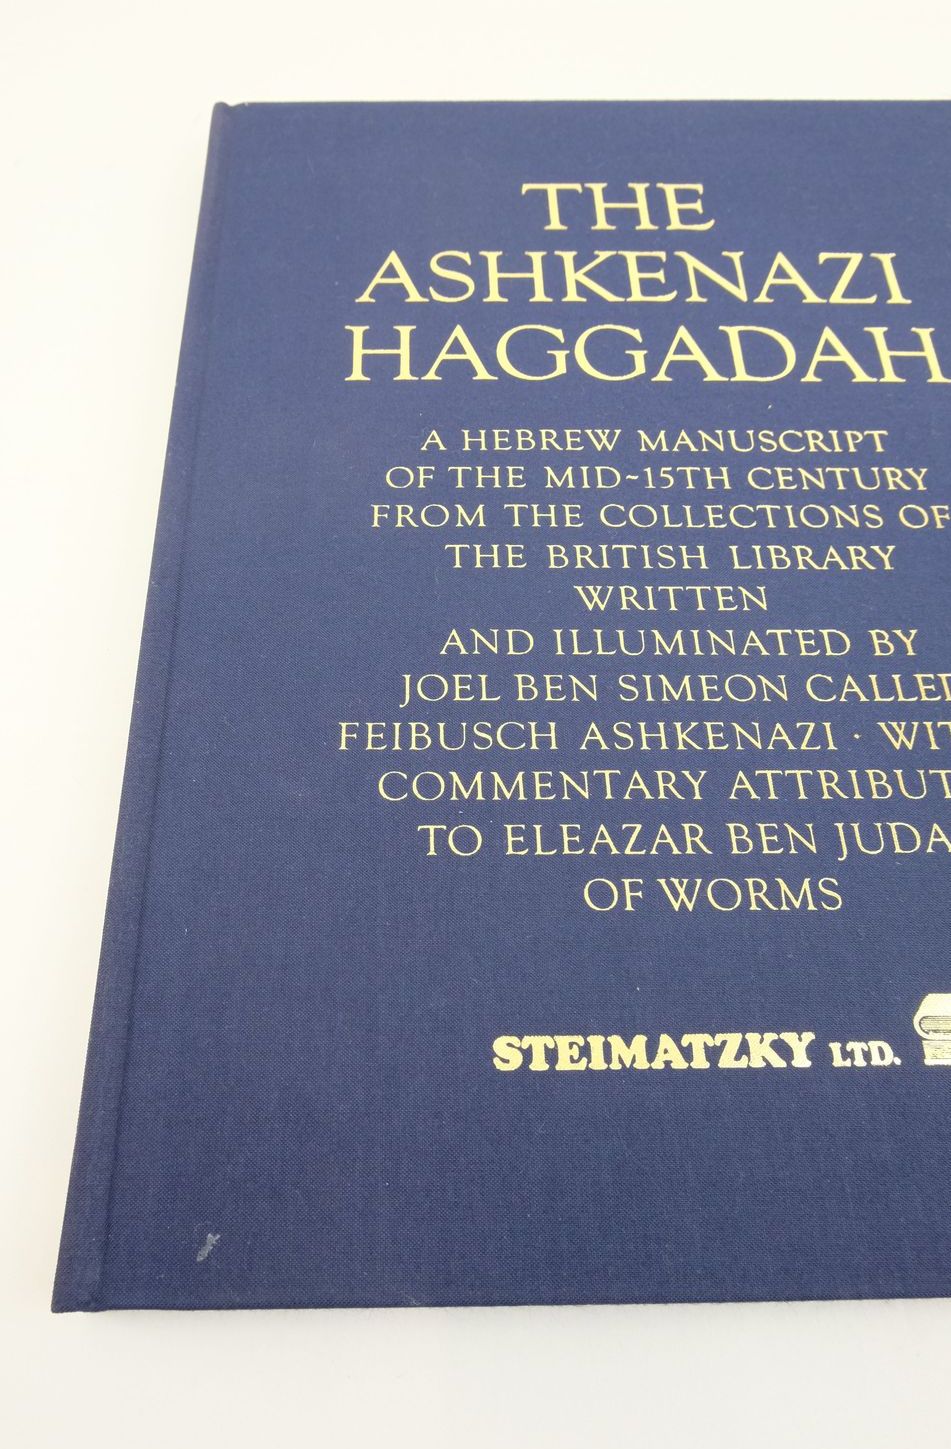 THE
ASHKENAZI
HAGGADAH
A HEBREW MANUSCRIPT
OF THE MID~15TH CENTURY
FROM THE COLLECTIONS OF
THE BRITISH LIBRARY
WRITTEN
AND ILLUMINATED BY
JOEL BEN SIMEON CALLED
FEIBUSCH ASHKENAZI · WIT
COMMENTARY ATTRIBUT
TO ELEAZAR BEN JUDA
OF WORMS
STEIMATZKY LTD.